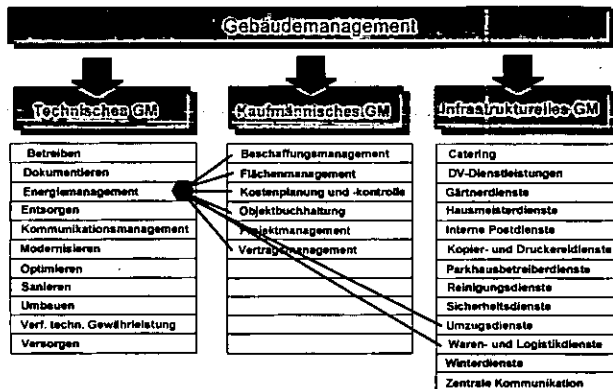 Gebäudemanagement
Technisches GM
Betreiben
Dokumentieren
Energiemanagement
Entsorgen
Kommunikationsmanagement
Modernisieren
Optimieren
Sanieren
Umbauen
Verf. techn. Gewährleistung
Versorgen
Kaufmännisches GM
Beschaffungsmanagement
Flächenmanagement
Kostenplanung und -kontrolle
Objektbuchhaltung
Projektmanagement
Vertragsmanagement
Infrastrukturelles GM
Catering
DV-Dienstleistungen
Gärtnerdienste
Hausmeisterdienste
Interne Postdienste
Kopier- und Druckereidienste
Parkhausbetreiberdienste
Reinigungsdienste
Sicherheitsdienste
Umzugsdienste
Waren- und Logistikdienste
Winterdienste
Zentrale Kommunikation